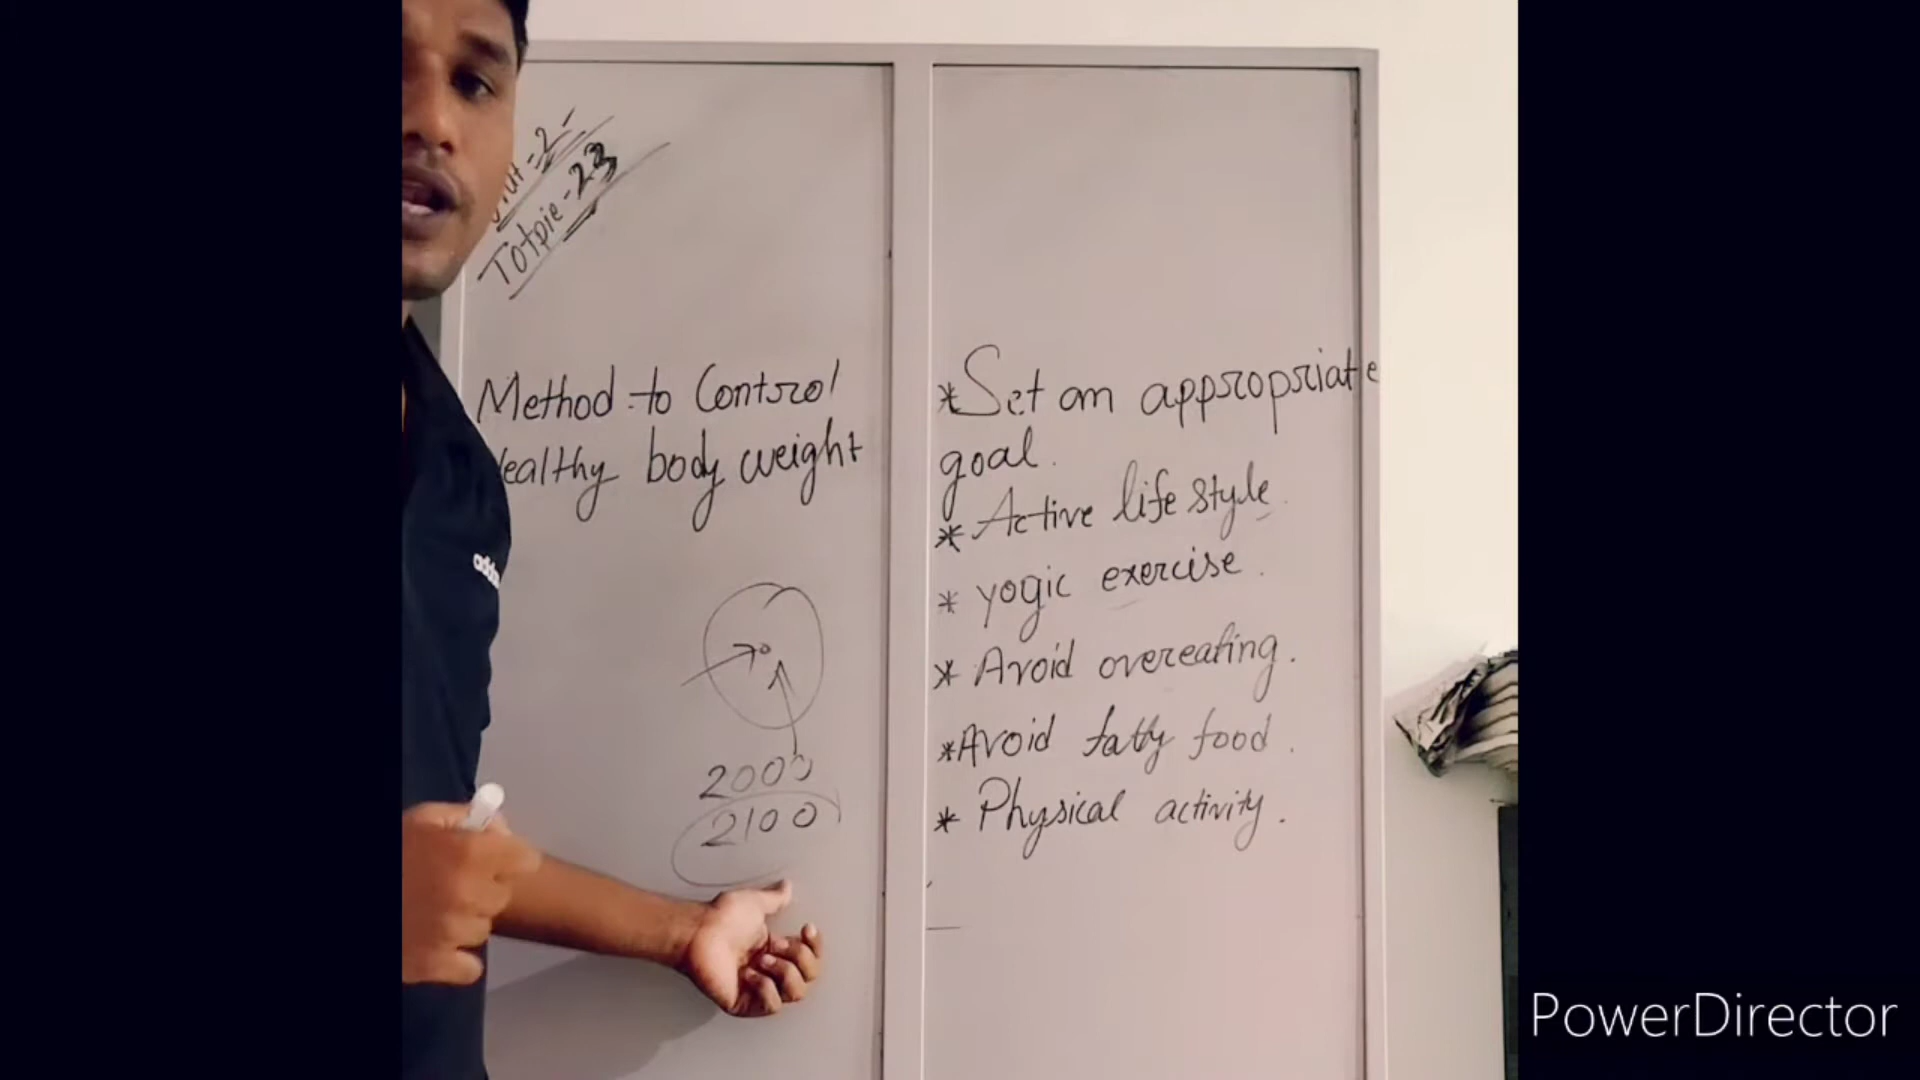 -2
Totpie-23
Method to Control
ealthy body weight
2000
2100
*Set an appropriate
goal.
* Active life style.
* yogic exercise.
* Avoid overeating.
*Avoid fatty food.
* Physical activity.
PowerDirector